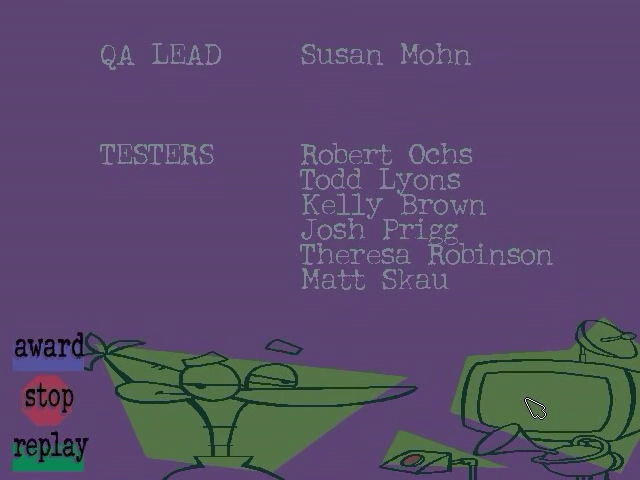 QA LEAD Susan Mohn
TESTERS Robert Ochs
Todd Lyons
Kelly Brown
Josh Prigg
Theresa Robinson
Matt Skau
award
stop
replay